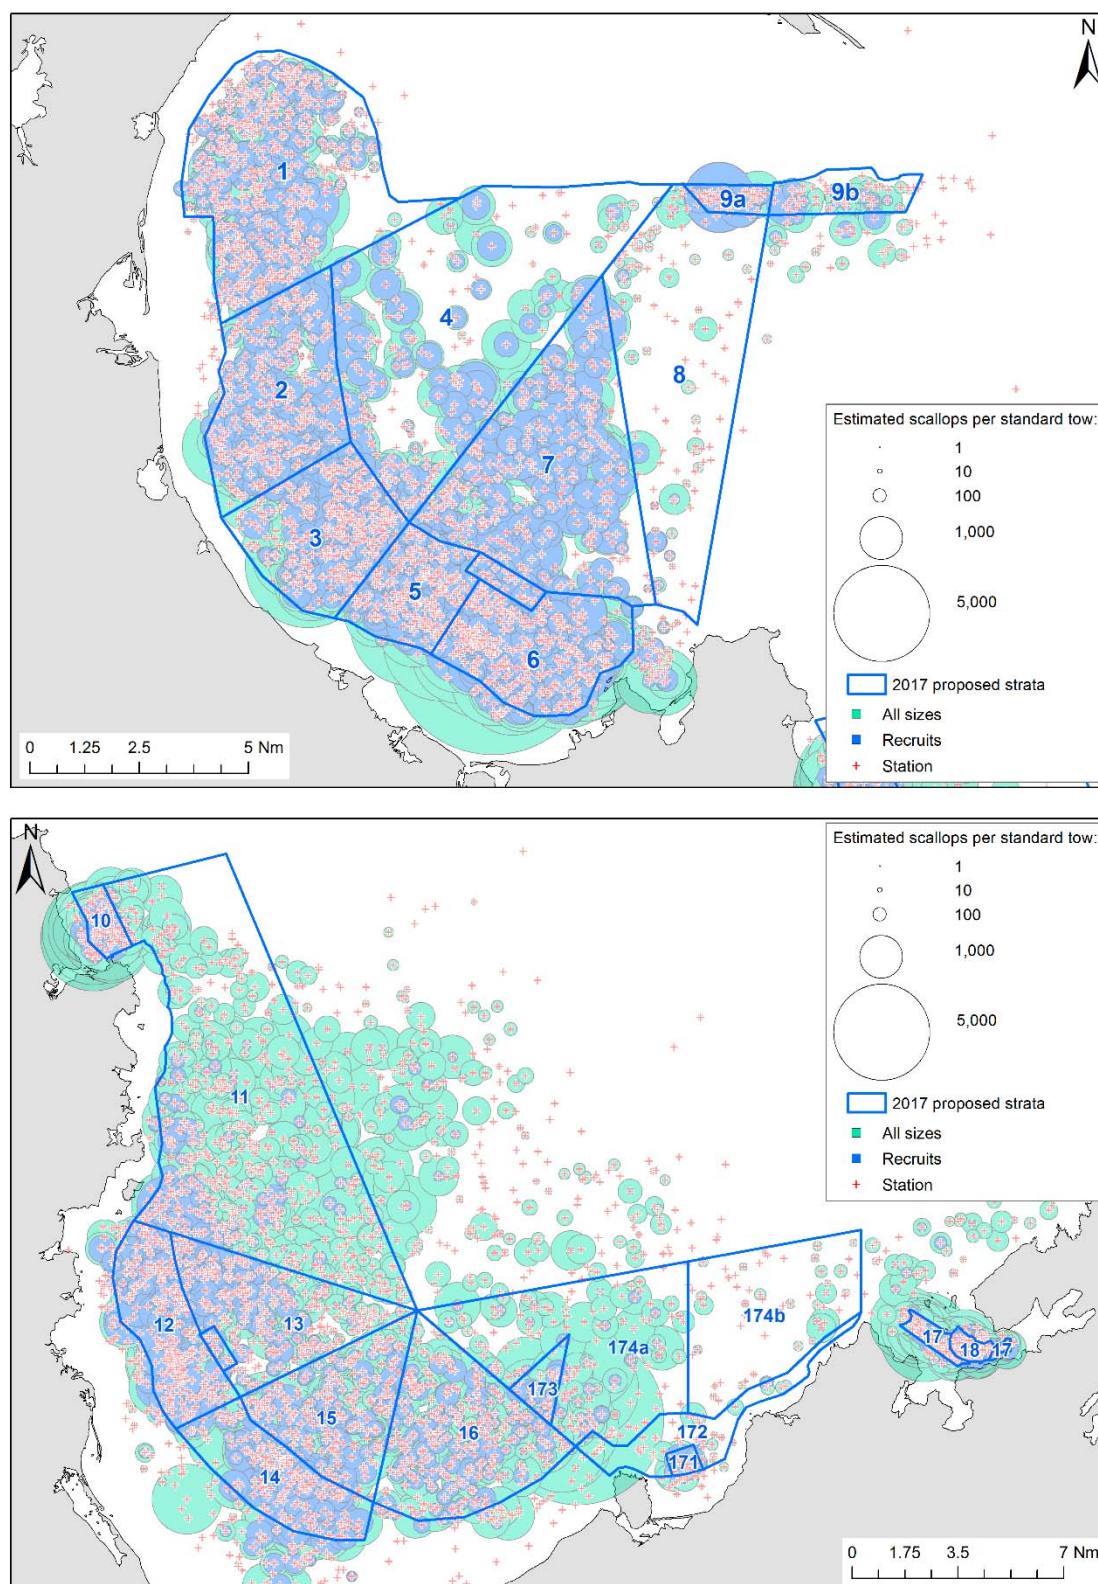 N
1
9a
9b
4
2
8
7
3
5
6
Estimated scallops per standard tow:
1
10
100
1,000
5,000
2017 proposed strata
All sizes
Recruits
Station
0 1.25 2.5 5 Nm
N
10
11
12
13
15
14
16
173
174a
174b
172
171
17
18
17
Estimated scallops per standard tow:
1
10
100
1,000
5,000
2017 proposed strata
All sizes
Recruits
Station
0 1.75 3.5 7 Nm